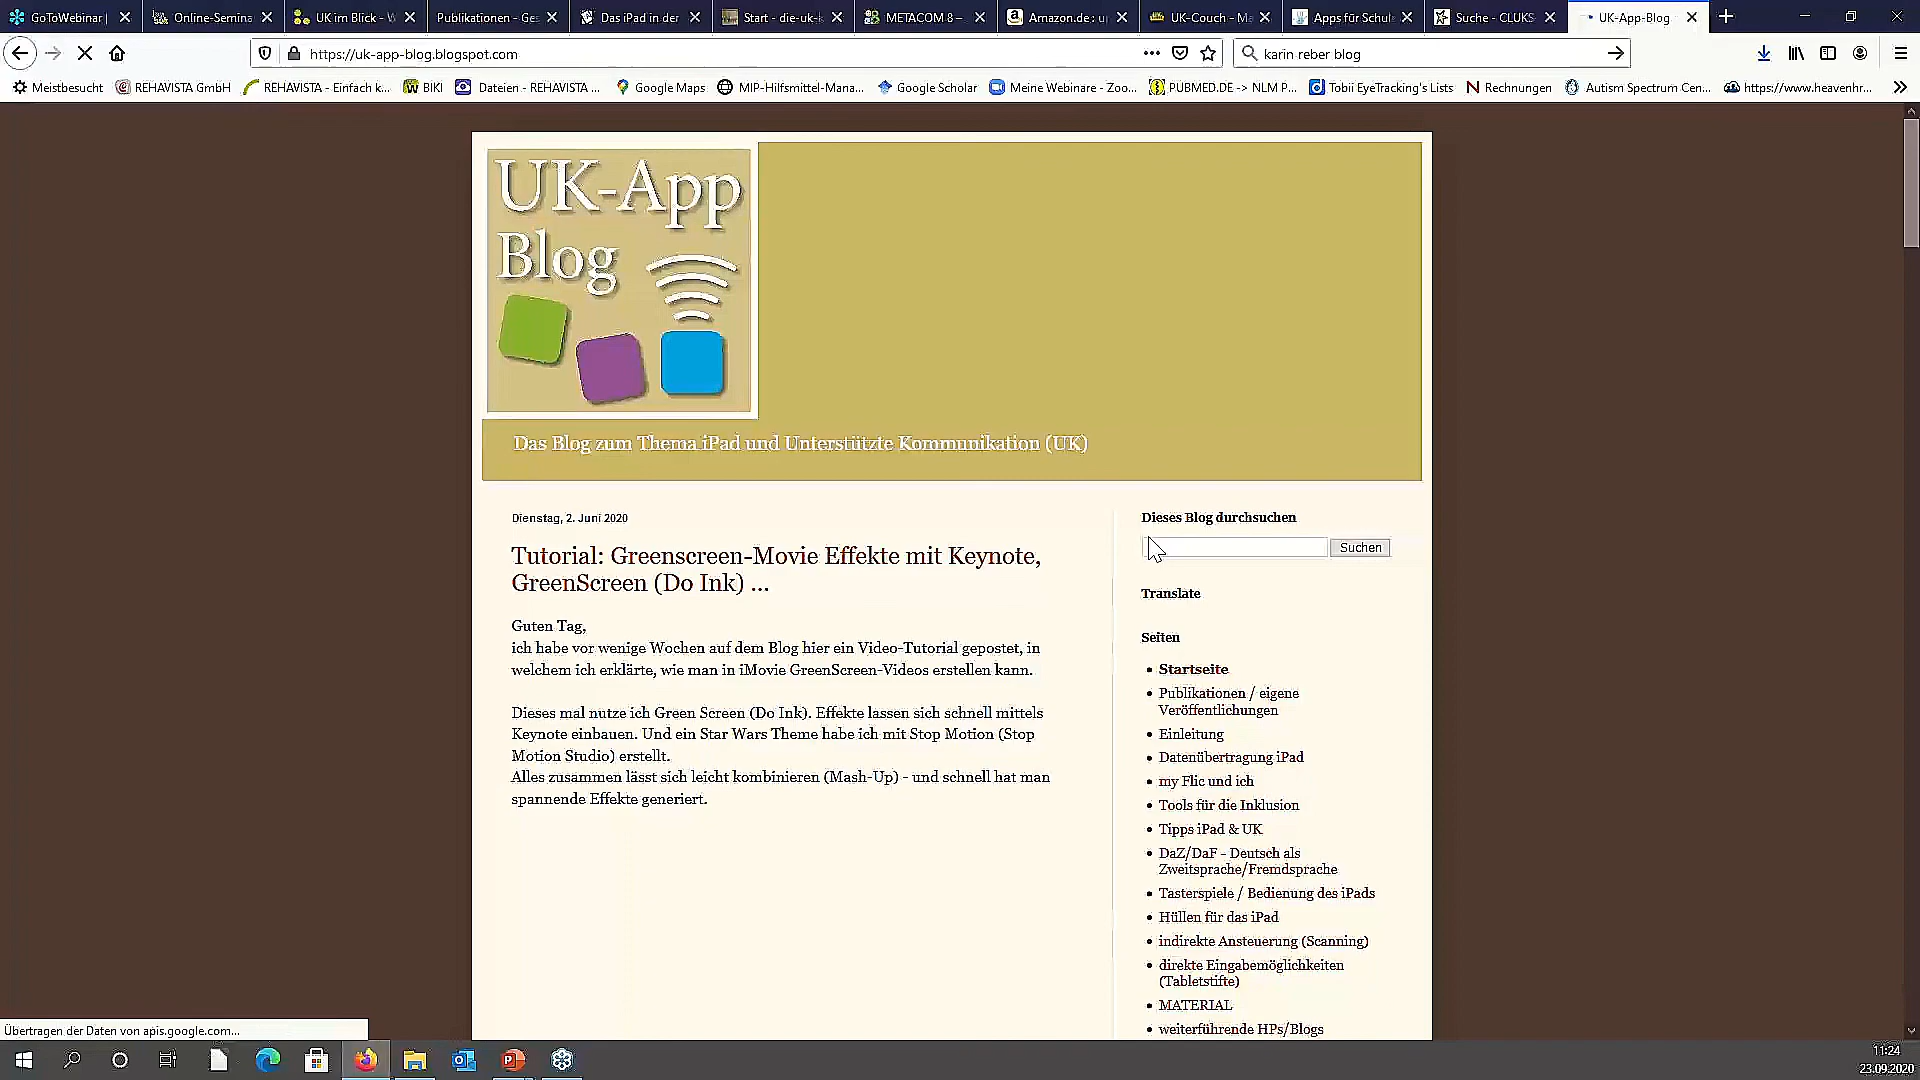 GoToWebinar
Online-Semina
UK im Blick - W
Publikationen - Ges
Das iPad in der
Start - die-uk-k
METACOM 8 –
Amazon.de: u
UK-Couch - Ma
Apps für Schul
Suche - CLUKS
UK-App-Blog
https://uk-app-blog.blogspot.com
karin reber blog
Meistbesucht
REHAVISTA GmbH
REHAVISTA - Einfach k...
BIKI
Dateien - REHAVISTA ...
Google Maps
MIP-Hilfsmittel-Mana...
Google Scholar
Meine Webinare - Zoo...
PUBMED.DE -> NLM P...
Tobii EyeTracking's Lists
Rechnungen
Autism Spectrum Cen...
https://www.heavenhr...
UK-App
Blog
Das Blog zum Thema iPad und Unterstützte Kommunikation (UK)
Dienstag, 2. Juni 2020
Tutorial: Greenscreen-Movie Effekte mit Keynote,
GreenScreen (Do Ink) ...
Guten Tag,
ich habe vor wenige Wochen auf dem Blog hier ein Video-Tutorial gepostet, in
welchem ich erklärte, wie man in iMovie GreenScreen-Videos erstellen kann.
Dieses mal nutze ich Green Screen (Do Ink). Effekte lassen sich schnell mittels
Keynote einbauen. Und ein Star Wars Theme habe ich mit Stop Motion (Stop
Motion Studio) erstellt.
Alles zusammen lässt sich leicht kombinieren (Mash-Up) - und schnell hat man
spannende Effekte generiert.
Dieses Blog durchsuchen
Suchen
Translate
Seiten
Startseite
Publikationen / eigene
Veröffentlichungen
Einleitung
Datenübertragung iPad
my Flic und ich
Tools für die Inklusion
Tipps iPad & UK
DaZ/DaF - Deutsch als
Zweitsprache/Fremdsprache
Tasterspiele / Bedienung des iPads
Hüllen für das iPad
indirekte Ansteuerung (Scanning)
direkte Eingabemöglichkeiten
(Tabletstifte)
MATERIAL
weiterführende HPs/Blogs
Übertragen der Daten von apis.google.com...
11:24
23.09.2020